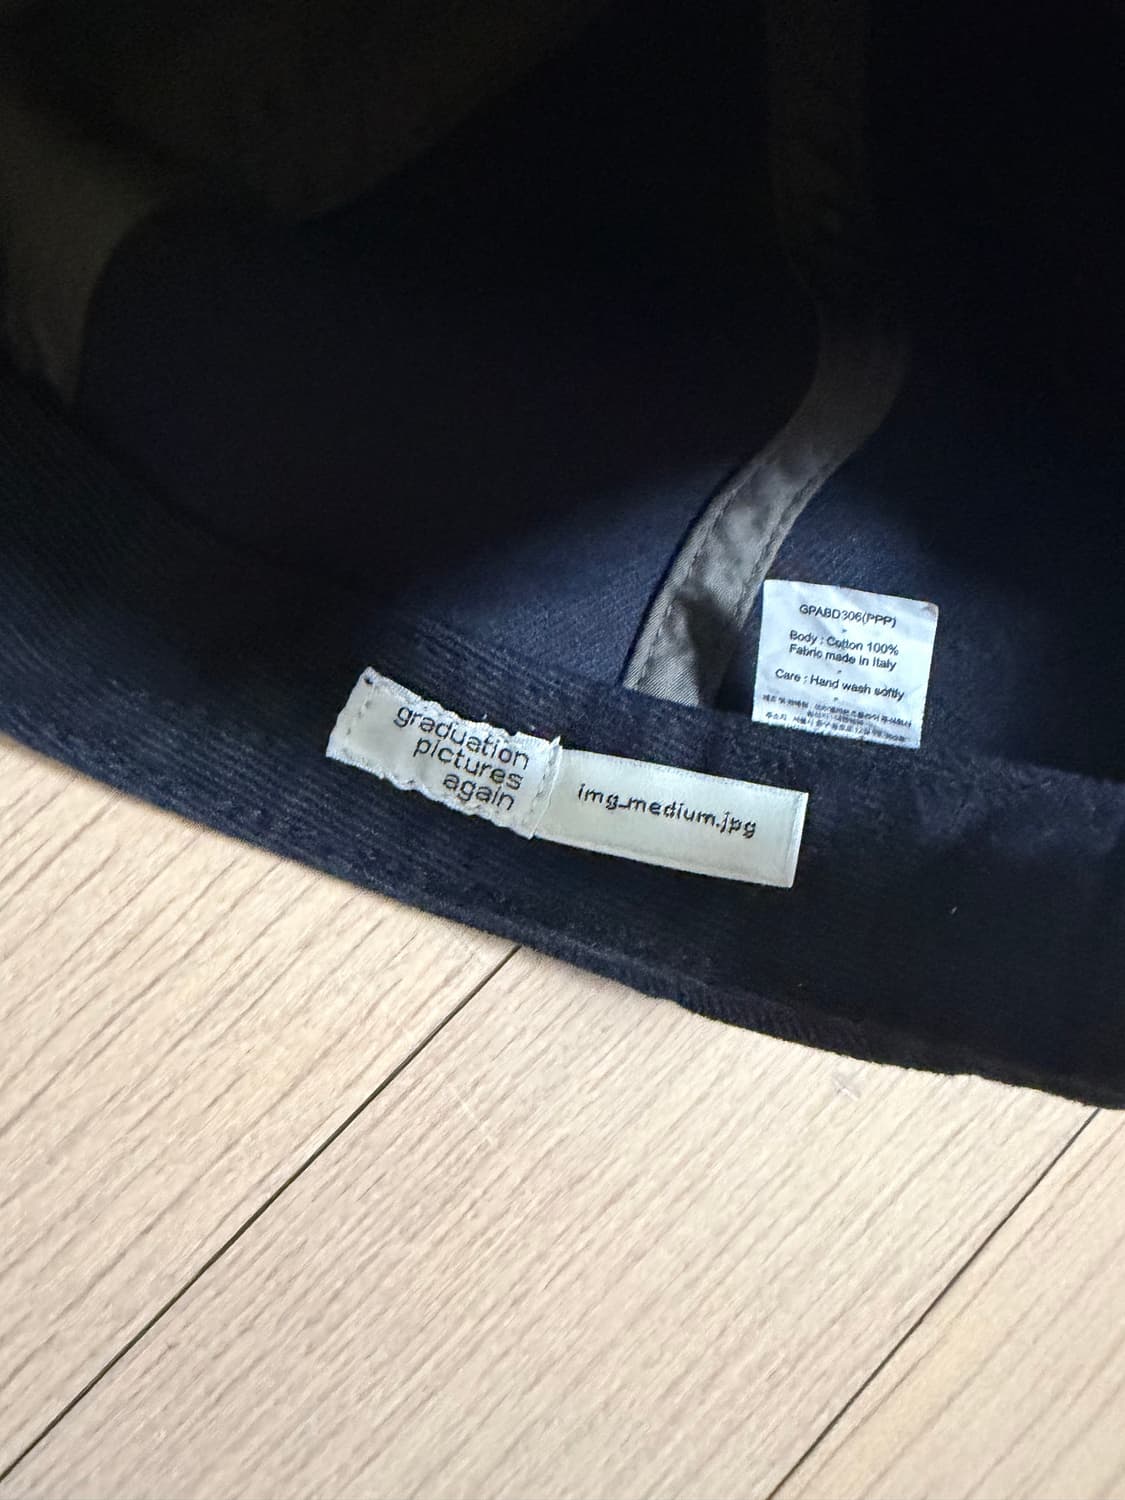 graduation
pictures
again
img_medium.jpg
GPABD306(PPP)
-
Body : Cotton 100%
Fabric made in Italy
-
Care : Hand wash softly